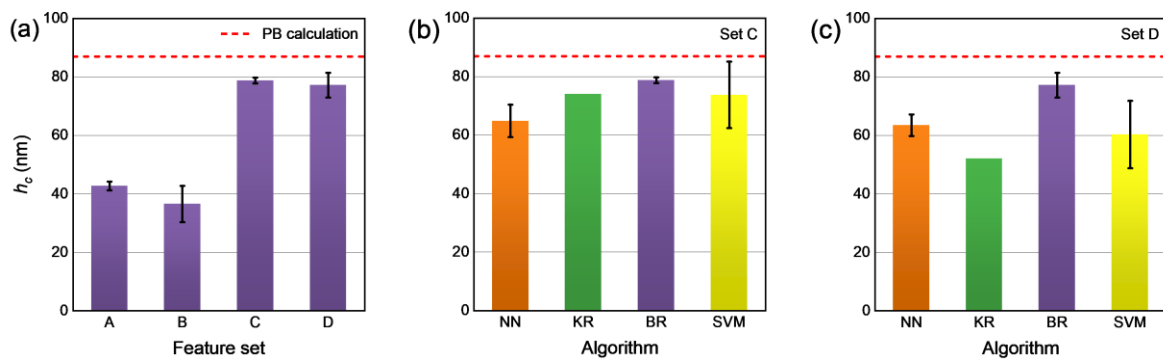 (a)
PB calculation
h_c (nm)
100
80
60
40
20
0
A B C D
Feature set
(b)
Set C
100
80
60
40
20
0
NN KR BR SVM
Algorithm
(c)
Set D
100
80
60
40
20
0
NN KR BR SVM
Algorithm